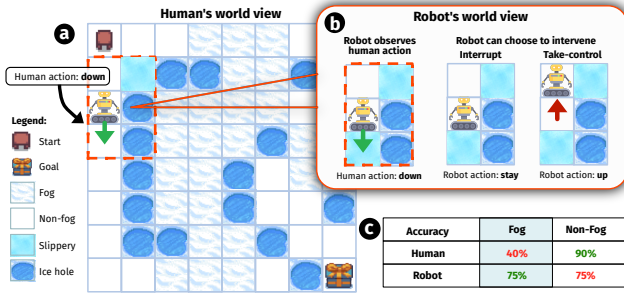 Human's world view
a
Human action: down
Legend:
Start
Goal
Fog
Non-fog
Slippery
Ice hole
b
Robot's world view
Robot observes
human action
Robot can choose to intervene
Interrupt
Take-control
Human action: down
Robot action: stay
Robot action: up
c
Accuracy Fog Non-Fog
Human 40% 90%
Robot 75% 75%